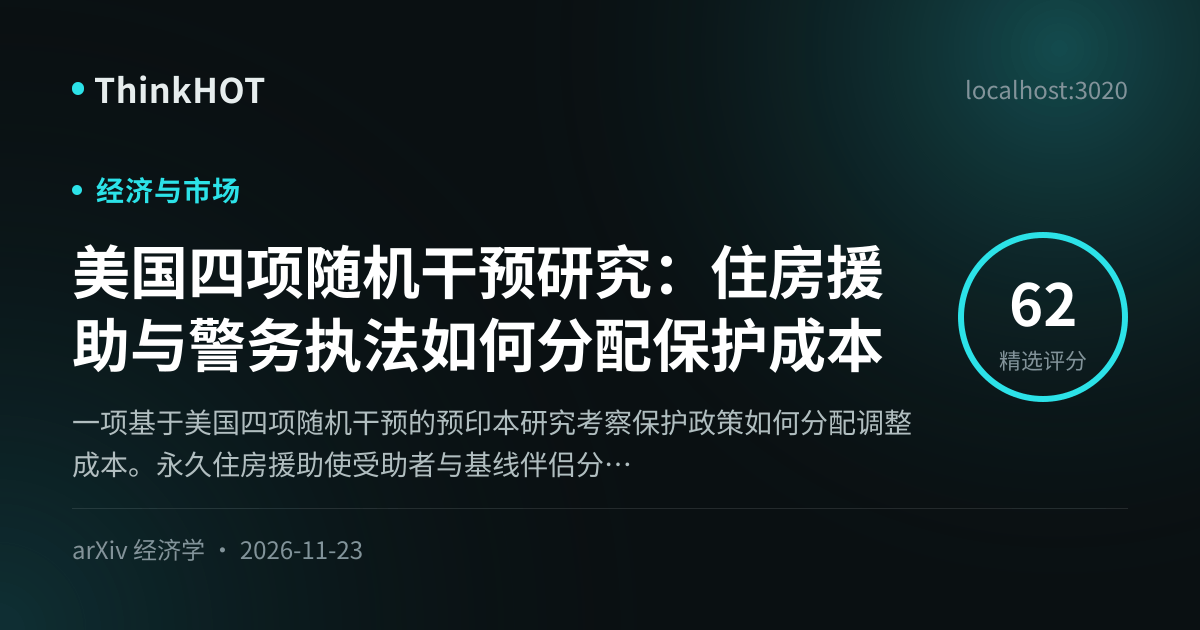 ThinkHOT
localhost:3020
经济与市场
美国四项随机干预研究：住房援
助与警务执法如何分配保护成本
62
精选评分
一项基于美国四项随机干预的预印本研究考察保护政策如何分配调整
成本。永久住房援助使受助者与基线伴侣分…
arXiv 经济学 · 2026-11-23